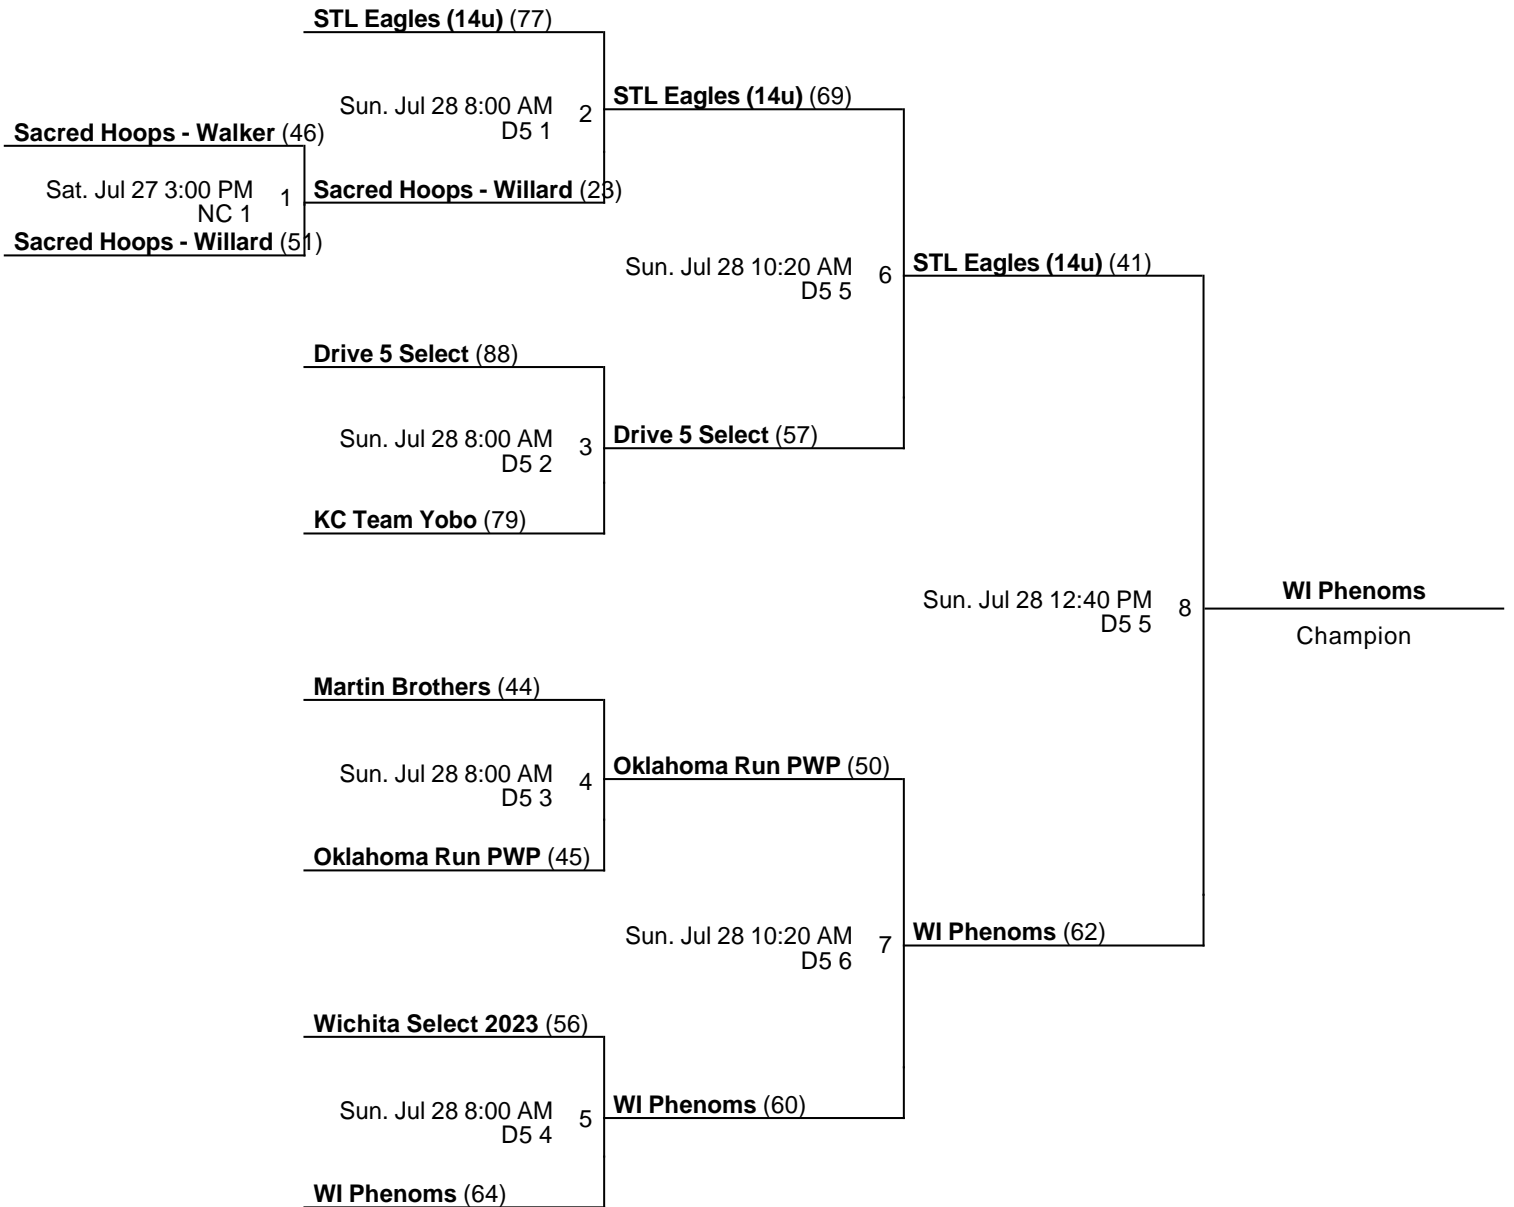 STL Eagles (14u) (77)
Sun. Jul 28 8:00 AM
D5 1
2
STL Eagles (14u) (69)
Sacred Hoops - Walker (46)
Sat. Jul 27 3:00 PM
NC 1
1
Sacred Hoops - Willard (23)
Sacred Hoops - Willard (51)
Sun. Jul 28 10:20 AM
D5 5
6
STL Eagles (14u) (41)
Drive 5 Select (88)
Sun. Jul 28 8:00 AM
D5 2
3
Drive 5 Select (57)
KC Team Yobo (79)
Sun. Jul 28 12:40 PM
D5 5
8
WI Phenoms
Champion
Martin Brothers (44)
Sun. Jul 28 8:00 AM
D5 3
4
Oklahoma Run PWP (50)
Oklahoma Run PWP (45)
Sun. Jul 28 10:20 AM
D5 6
7
WI Phenoms (62)
Wichita Select 2023 (56)
Sun. Jul 28 8:00 AM
D5 4
5
WI Phenoms (60)
WI Phenoms (64)